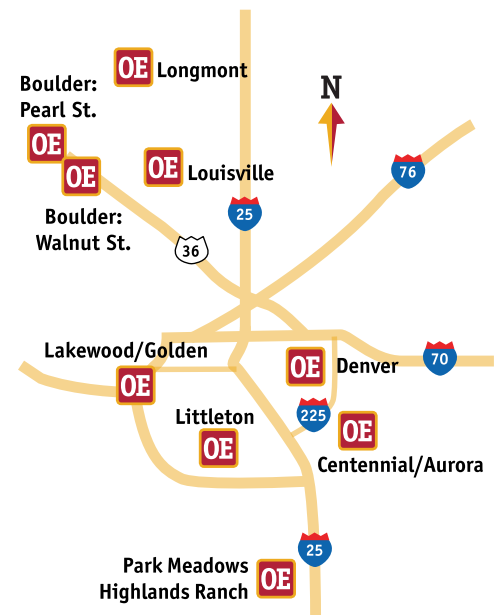 OE Longmont
Boulder:
Pearl St.
N
OE
OE Louisville
76
OE
Boulder:
Walnut St.
25
36
Lakewood/Golden
70
OE Denver
OE
Littleton
225
OE
OE
Centennial/Aurora
25
Park Meadows
Highlands Ranch
OE